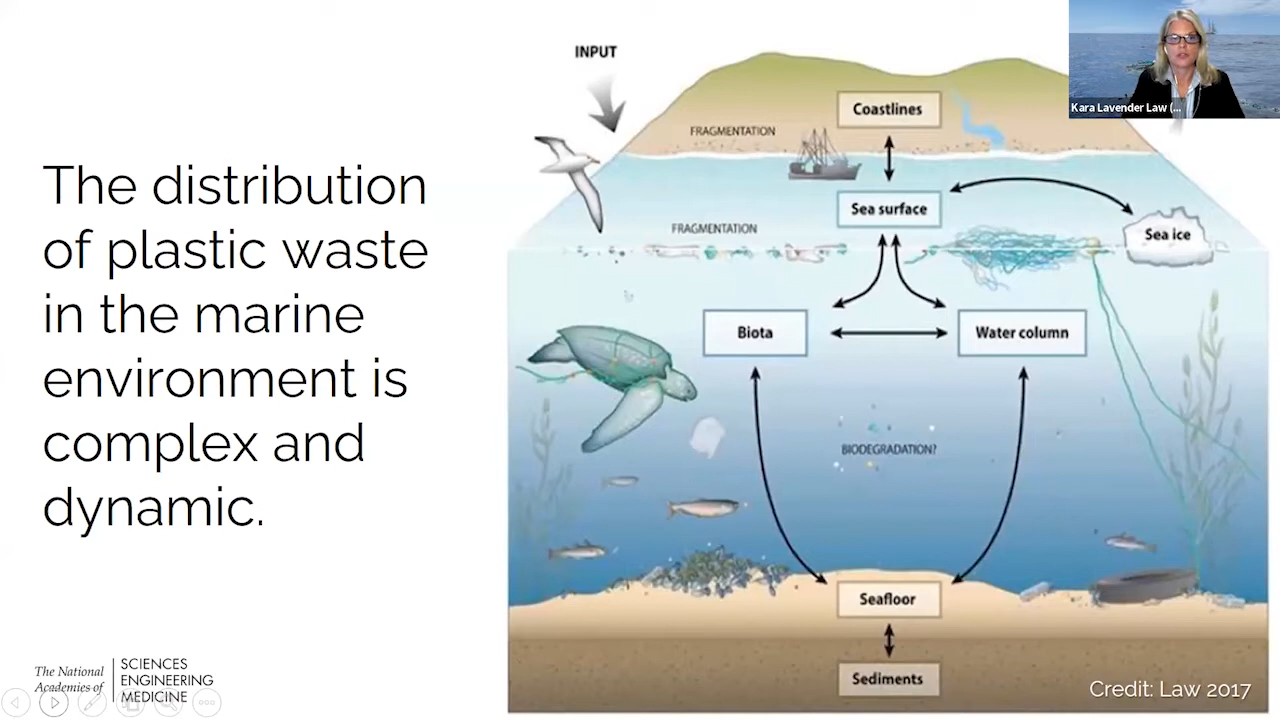 The distribution
of plastic waste
in the marine
environment is
complex and
dynamic.
INPUT
Coastlines
FRAGMENTATION
Sea surface
FRAGMENTATION
Sea ice
Biota
Water column
BIODEGRADATION?
Seafloor
Sediments
Credit: Law 2017
Kara Lavender Law (...
The National
Academies of
SCIENCES
ENGINEERING
MEDICINE